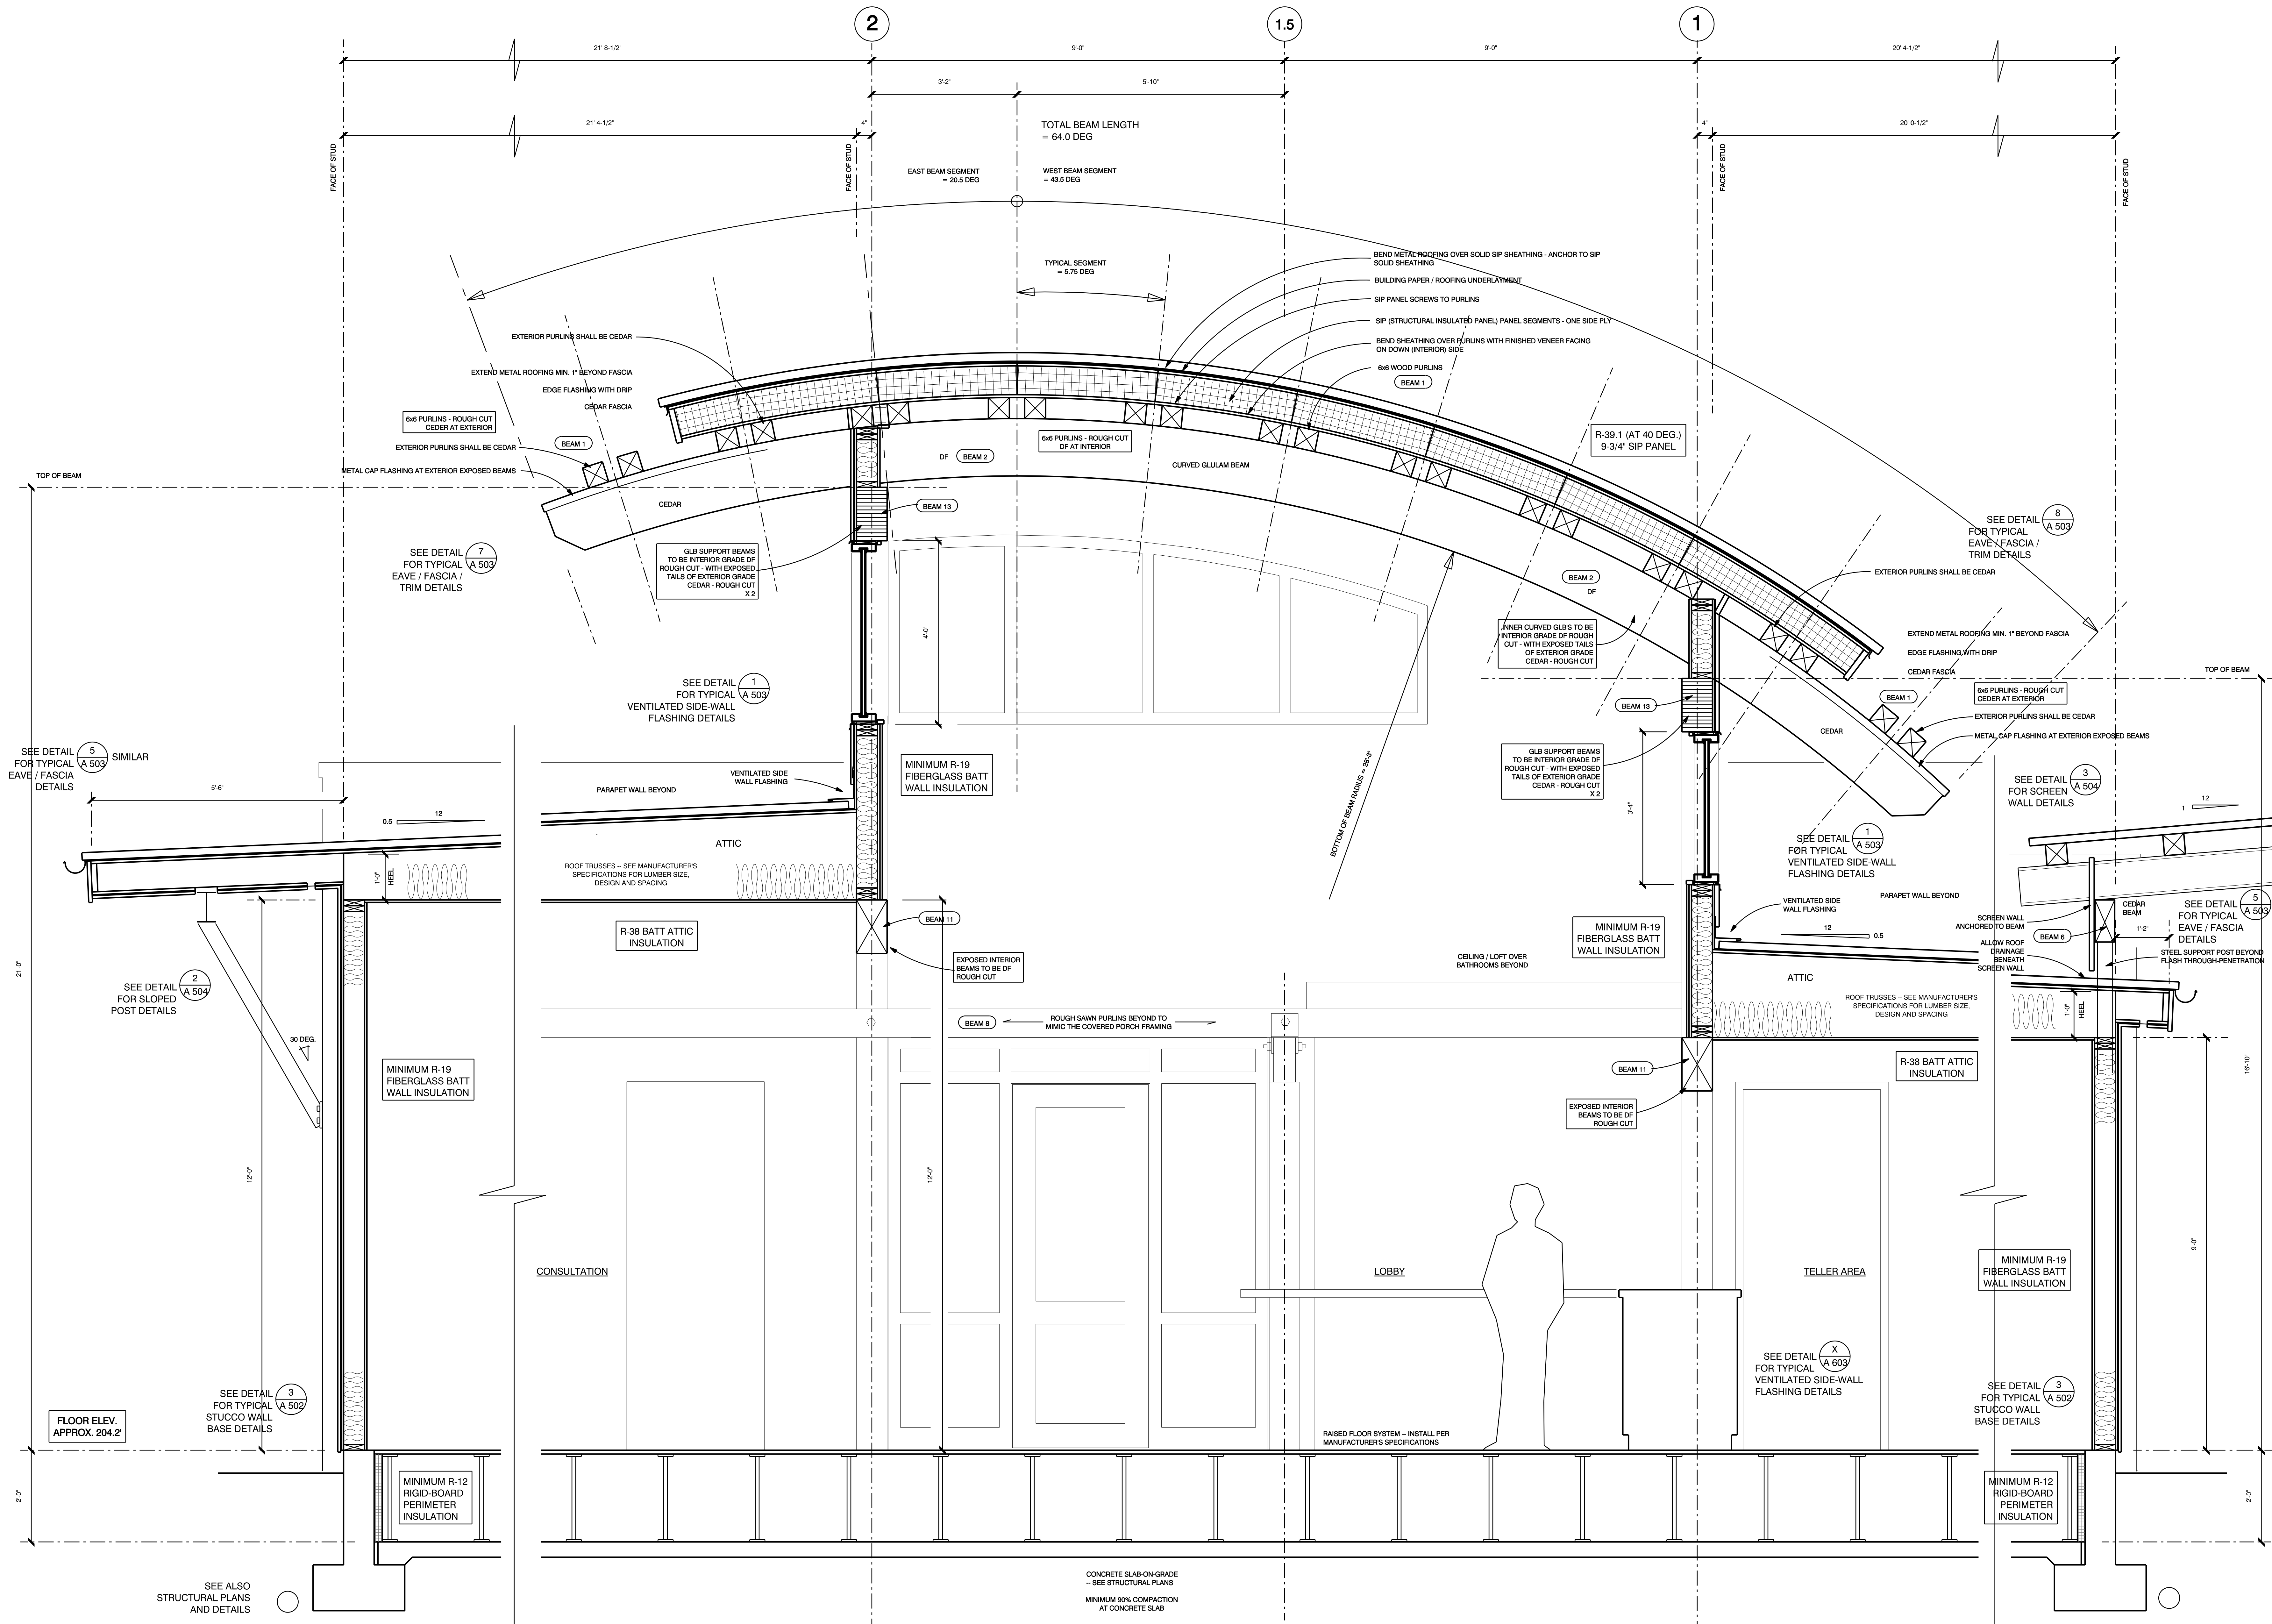 2
1.5
1
21' 8-1/2"
9'-0"
9'-0"
20' 4-1/2"
3'-2"
5'-10"
21' 4-1/2"
4"
4"
20' 0-1/2"
TOTAL BEAM LENGTH
= 64.0 DEG
FACE OF STUD
FACE OF STUD
FACE OF STUD
FACE OF STUD
EAST BEAM SEGMENT
= 20.5 DEG
WEST BEAM SEGMENT
= 43.5 DEG
TYPICAL SEGMENT
= 5.75 DEG
BEND METAL ROOFING OVER SOLID SIP SHEATHING - ANCHOR TO SIP
SOLID SHEATHING
BUILDING PAPER / ROOFING UNDERLAYMENT
SIP PANEL SCREWS TO PURLINS
SIP (STRUCTURAL INSULATED PANEL) PANEL SEGMENTS - ONE SIDE PLY
BEND SHEATHING OVER PURLINS WITH FINISHED VENEER FACING
ON DOWN (INTERIOR) SIDE
6x6 WOOD PURLINS
BEAM 1
EXTERIOR PURLINS SHALL BE CEDAR
EXTEND METAL ROOFING MIN. 1" BEYOND FASCIA
EDGE FLASHING WITH DRIP
CEDAR FASCIA
6x6 PURLINS - ROUGH CUT
CEDER AT EXTERIOR
EXTERIOR PURLINS SHALL BE CEDAR
BEAM 1
METAL CAP FLASHING AT EXTERIOR EXPOSED BEAMS
TOP OF BEAM
CEDAR
DF
BEAM 2
6x6 PURLINS - ROUGH CUT
DF AT INTERIOR
CURVED GLULAM BEAM
R-39.1 (AT 40 DEG.)
9-3/4" SIP PANEL
BEAM 13
SEE DETAIL
FOR TYPICAL
EAVE / FASCIA /
TRIM DETAILS
7
A 503
GLB SUPPORT BEAMS
TO BE INTERIOR GRADE DF
ROUGH CUT - WITH EXPOSED
TAILS OF EXTERIOR GRADE
CEDAR - ROUGH CUT
X 2
4'-0"
SEE DETAIL
FOR TYPICAL
EAVE / FASCIA /
TRIM DETAILS
8
A 503
EXTERIOR PURLINS SHALL BE CEDAR
BEAM 2
DF
INNER CURVED GLB'S TO BE
INTERIOR GRADE DF ROUGH
CUT - WITH EXPOSED TAILS
OF EXTERIOR GRADE
CEDAR - ROUGH CUT
EXTEND METAL ROOFING MIN. 1" BEYOND FASCIA
EDGE FLASHING WITH DRIP
CEDAR FASCIA
TOP OF BEAM
6x6 PURLINS - ROUGH CUT
CEDER AT EXTERIOR
BEAM 1
EXTERIOR PURLINS SHALL BE CEDAR
METAL CAP FLASHING AT EXTERIOR EXPOSED BEAMS
CEDAR
BEAM 13
SEE DETAIL
FOR TYPICAL
VENTILATED SIDE-WALL
FLASHING DETAILS
1
A 503
GLB SUPPORT BEAMS
TO BE INTERIOR GRADE DF
ROUGH CUT - WITH EXPOSED
TAILS OF EXTERIOR GRADE
CEDAR - ROUGH CUT
X 2
3'-4"
BOTTOM OF BEAM RADIUS = 28'-3"
SEE DETAIL
FOR TYPICAL
EAVE / FASCIA
DETAILS
5
A 503
SIMILAR
5'-6"
VENTILATED SIDE
WALL FLASHING
PARAPET WALL BEYOND
MINIMUM R-19
FIBERGLASS BATT
WALL INSULATION
SEE DETAIL
FOR SCREEN
WALL DETAILS
3
A 504
12
1
12
0.5
ATTIC
ROOF TRUSSES -- SEE MANUFACTURER'S
SPECIFICATIONS FOR LUMBER SIZE,
DESIGN AND SPACING
1'-0"
HEEL
SEE DETAIL
FOR TYPICAL
VENTILATED SIDE-WALL
FLASHING DETAILS
1
A 503
PARAPET WALL BEYOND
VENTILATED SIDE
WALL FLASHING
12
0.5
SCREEN WALL
ANCHORED TO BEAM
CEDAR
BEAM
BEAM 6
ALLOW ROOF
DRAINAGE
BENEATH
SCREEN WALL
SEE DETAIL
FOR TYPICAL
EAVE / FASCIA
DETAILS
5
A 503
1'-2"
STEEL SUPPORT POST BEYOND
FLASH THROUGH-PENETRATION
R-38 BATT ATTIC
INSULATION
BEAM 11
EXPOSED INTERIOR
BEAMS TO BE DF
ROUGH CUT
MINIMUM R-19
FIBERGLASS BATT
WALL INSULATION
CEILING / LOFT OVER
BATHROOMS BEYOND
ATTIC
ROOF TRUSSES -- SEE MANUFACTURER'S
SPECIFICATIONS FOR LUMBER SIZE,
DESIGN AND SPACING
1'-0"
HEEL
21'-0"
SEE DETAIL
FOR SLOPED
POST DETAILS
2
A 504
30 DEG.
BEAM 8
ROUGH SAWN PURLINS BEYOND TO
MIMIC THE COVERED PORCH FRAMING
MINIMUM R-19
FIBERGLASS BATT
WALL INSULATION
BEAM 11
R-38 BATT ATTIC
INSULATION
EXPOSED INTERIOR
BEAMS TO BE DF
ROUGH CUT
16'-10"
12'-0"
12'-0"
9'-0"
CONSULTATION
LOBBY
TELLER AREA
MINIMUM R-19
FIBERGLASS BATT
WALL INSULATION
SEE DETAIL
FOR TYPICAL
VENTILATED SIDE-WALL
FLASHING DETAILS
X
A 603
SEE DETAIL
FOR TYPICAL
STUCCO WALL
BASE DETAILS
3
A 502
SEE DETAIL
FOR TYPICAL
STUCCO WALL
BASE DETAILS
3
A 502
FLOOR ELEV.
APPROX. 204.2'
RAISED FLOOR SYSTEM -- INSTALL PER
MANUFACTURER'S SPECIFICATIONS
2'-0"
MINIMUM R-12
RIGID-BOARD
PERIMETER
INSULATION
MINIMUM R-12
RIGID-BOARD
PERIMETER
INSULATION
2'-0"
SEE ALSO
STRUCTURAL PLANS
AND DETAILS
CONCRETE SLAB-ON-GRADE
-- SEE STRUCTURAL PLANS
MINIMUM 90% COMPACTION
AT CONCRETE SLAB